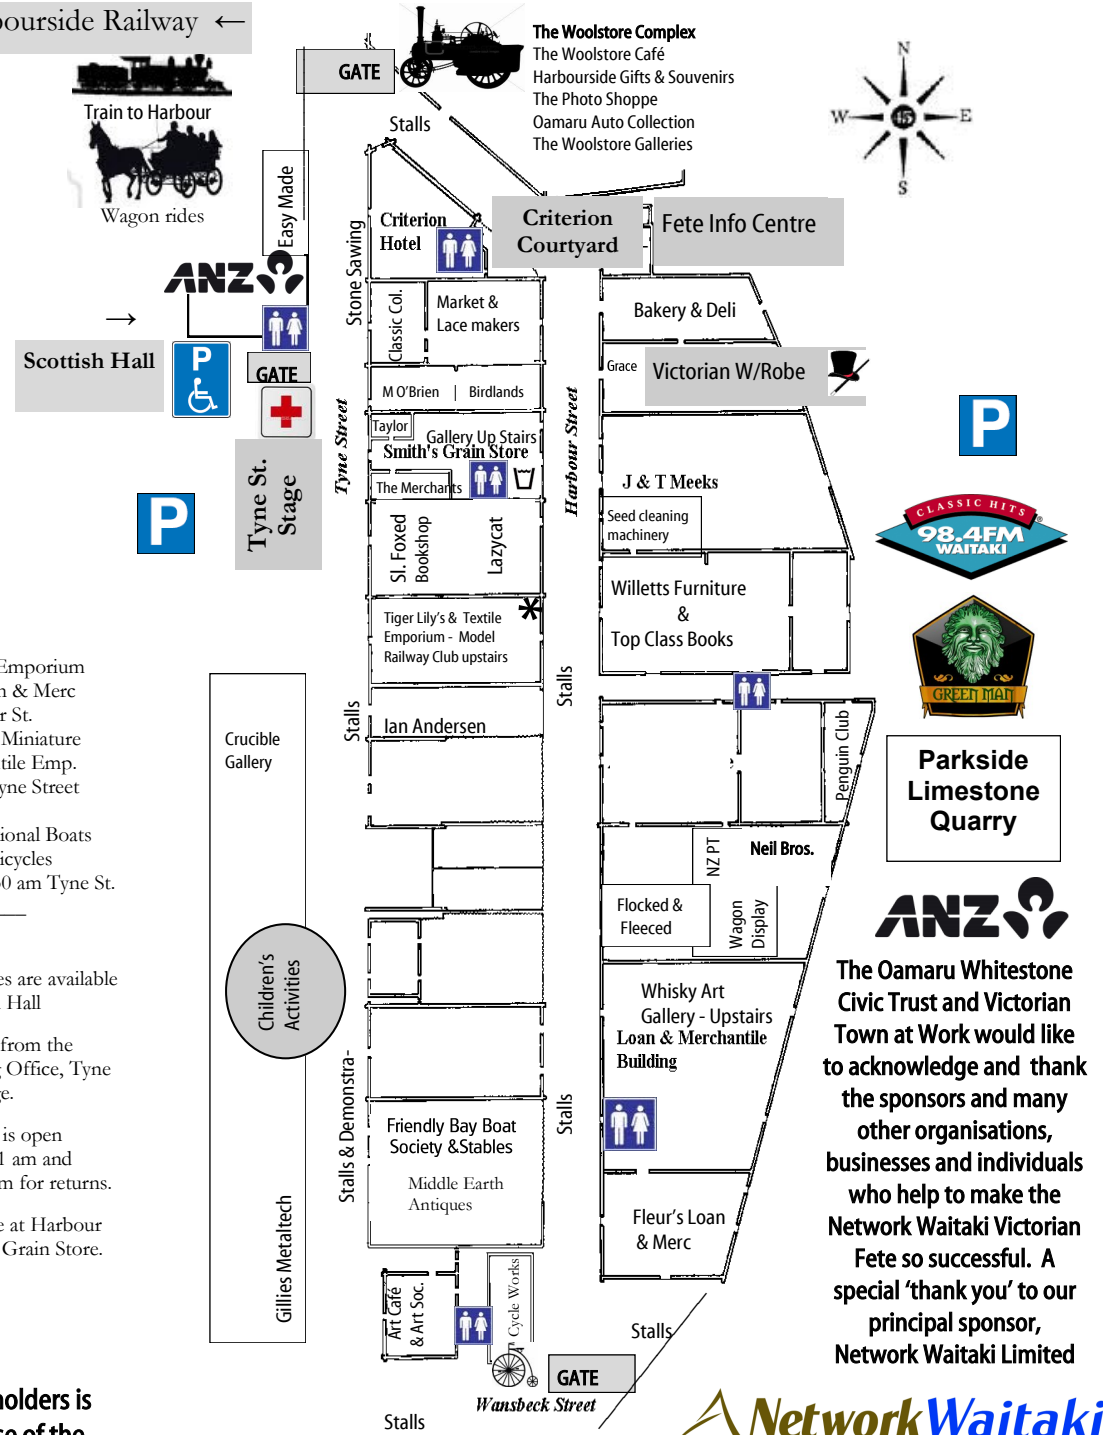 bourside Railway ←
Train to Harbour
Wagon rides
GATE
The Woolstore Complex
The Woolstore Café
Harbourside Gifts & Souvenirs
The Photo Shoppe
Oamaru Auto Collection
The Woolstore Galleries
N
W
E
S
Stalls
Easy Made
Stone Sawing
Criterion
Hotel
Criterion
Courtyard
Fete Info Centre
ANZ
→
Scottish Hall
P
GATE
Tyne St.
Stage
P
Classic Col.
Market &
Lace makers
Bakery & Deli
Grace
Victorian W/Robe
M O'Brien | Birdlands
Tyne Street
Harbour Street
Taylor
Gallery Up Stairs
Smith's Grain Store
The Merchants
J & T Meeks
Seed cleaning
machinery
P
CLASSIC HITS
98.4FM
WAITAKI
Sl. Foxed
Bookshop
Lazycat
Willetts Furniture
&
Top Class Books
Tiger Lily's & Textile
Emporium - Model
Railway Club upstairs
*
GREEN MAN
Stalls
Stalls
Ian Andersen
Crucible
Gallery
Penguin Club
Parkside
Limestone
Quarry
Emporium
n & Merc
r St.
Miniature
tile Emp.
yne Street
ional Boats
icycles
0 am Tyne St.
NZ PT
Neil Bros.
Flocked &
Fleeced
Wagon
Display
ANZ
Children's
Activities
es are available
Hall
from the
g Office, Tyne
ge.
is open
1 am and
m for returns.
e at Harbour
Grain Store.
Whisky Art
Gallery - Upstairs
Loan & Merchantile
Building
Stalls & Demonstra-
Stalls
Friendly Bay Boat
Society &Stables
Middle Earth
Antiques
Fleur's Loan
& Merc
Gillies Metaltech
Art Café
& Art Soc.
Cycle Works
Stalls
GATE
Wansbeck Street
Stalls
The Oamaru Whitestone
Civic Trust and Victorian
Town at Work would like
to acknowledge and thank
the sponsors and many
other organisations,
businesses and individuals
who help to make the
Network Waitaki Victorian
Fete so successful. A
special 'thank you' to our
principal sponsor,
Network Waitaki Limited
holders is
se of the
NetworkWaitaki